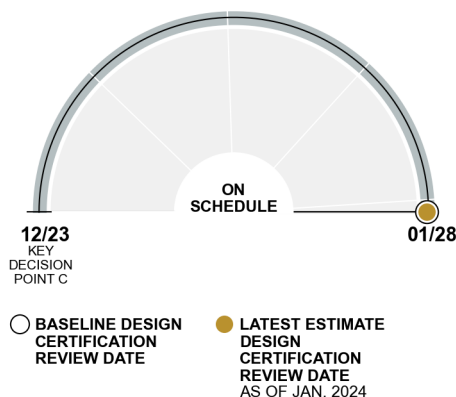 ON
SCHEDULE
12/23
KEY
DECISION
POINT C
01/28
BASELINE DESIGN
CERTIFICATION
REVIEW DATE
LATEST ESTIMATE
DESIGN
CERTIFICATION
REVIEW DATE
AS OF JAN. 2024